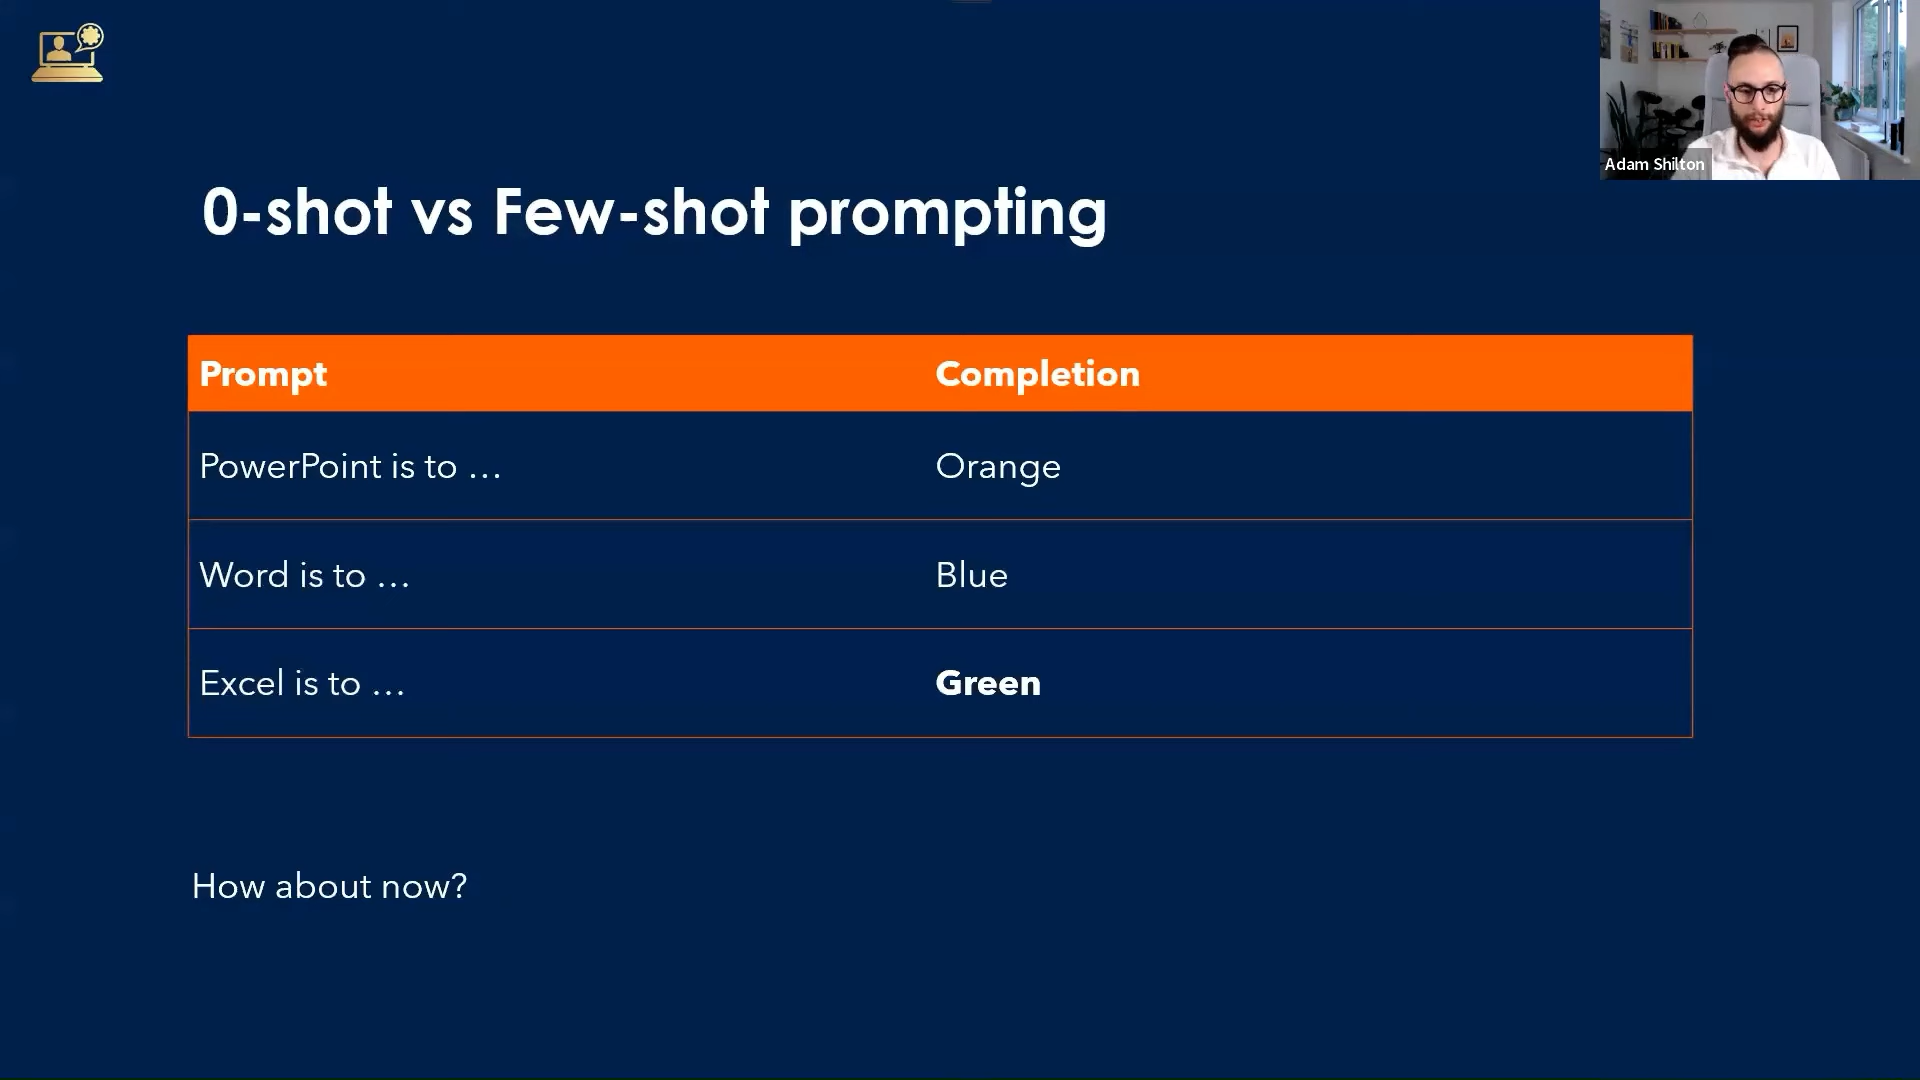 Adam Shilton
0-shot vs Few-shot prompting
Prompt Completion
PowerPoint is to … Orange
Word is to … Blue
Excel is to … Green
How about now?